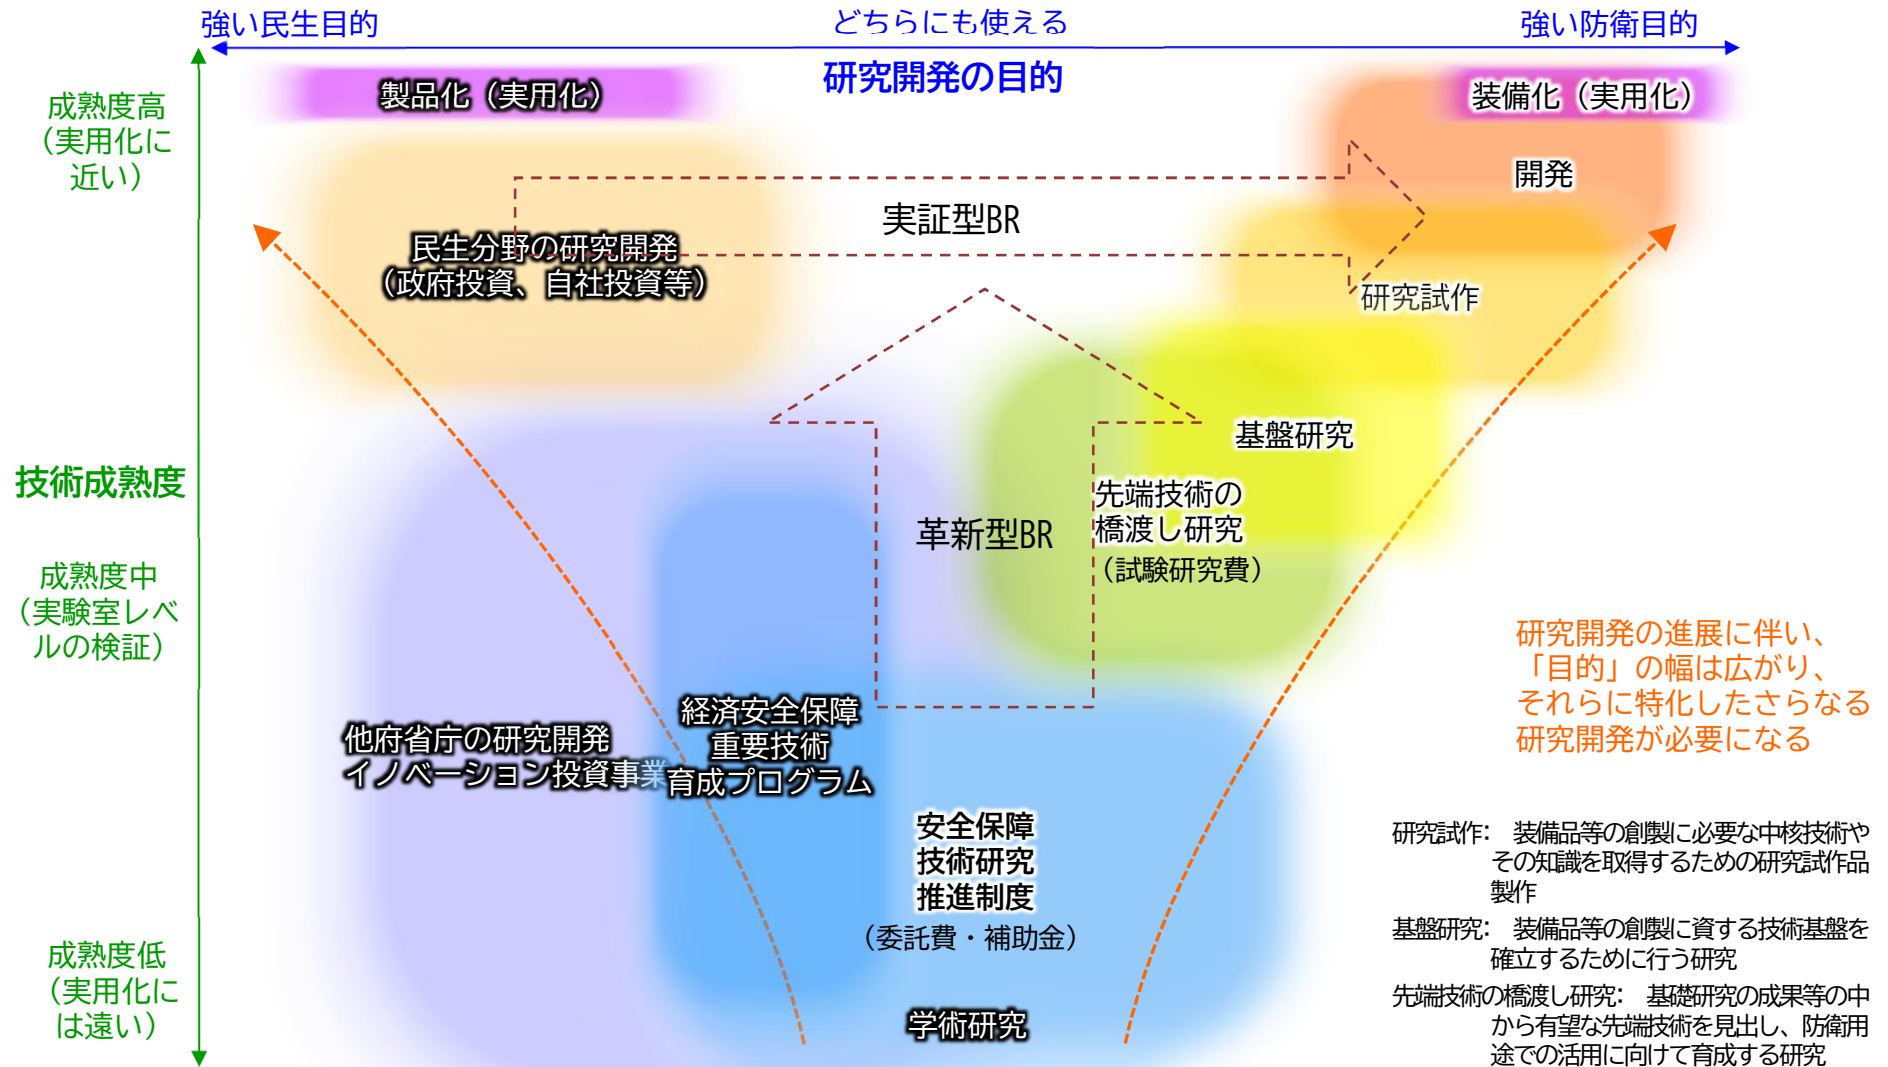 強い民生目的
どちらにも使える
強い防衛目的
研究開発の目的
製品化（実用化）
装備化（実用化）
成熟度高
（実用化に
近い）
開発
実証型BR
民生分野の研究開発
（政府投資、自社投資等）
研究試作
基盤研究
技術成熟度
先端技術の
橋渡し研究
（試験研究費）
革新型BR
成熟度中
（実験室レベ
ルの検証）
研究開発の進展に伴い、
「目的」の幅は広がり、
それらに特化したさらなる
研究開発が必要になる
他府省庁の研究開発
イノベーション投資事業
経済安全保障
重要技術
育成プログラム
安全保障
技術研究
推進制度
（委託費・補助金）
学術研究
成熟度低
（実用化に
は遠い）
研究試作：　装備品等の創製に必要な中核技術や
その知識を取得するための研究試作品
製作
基盤研究：　装備品等の創製に資する技術基盤を
確立するために行う研究
先端技術の橋渡し研究：　基礎研究の成果等の中
から有望な先端技術を見出し、防衛用
途での活用に向けて育成する研究